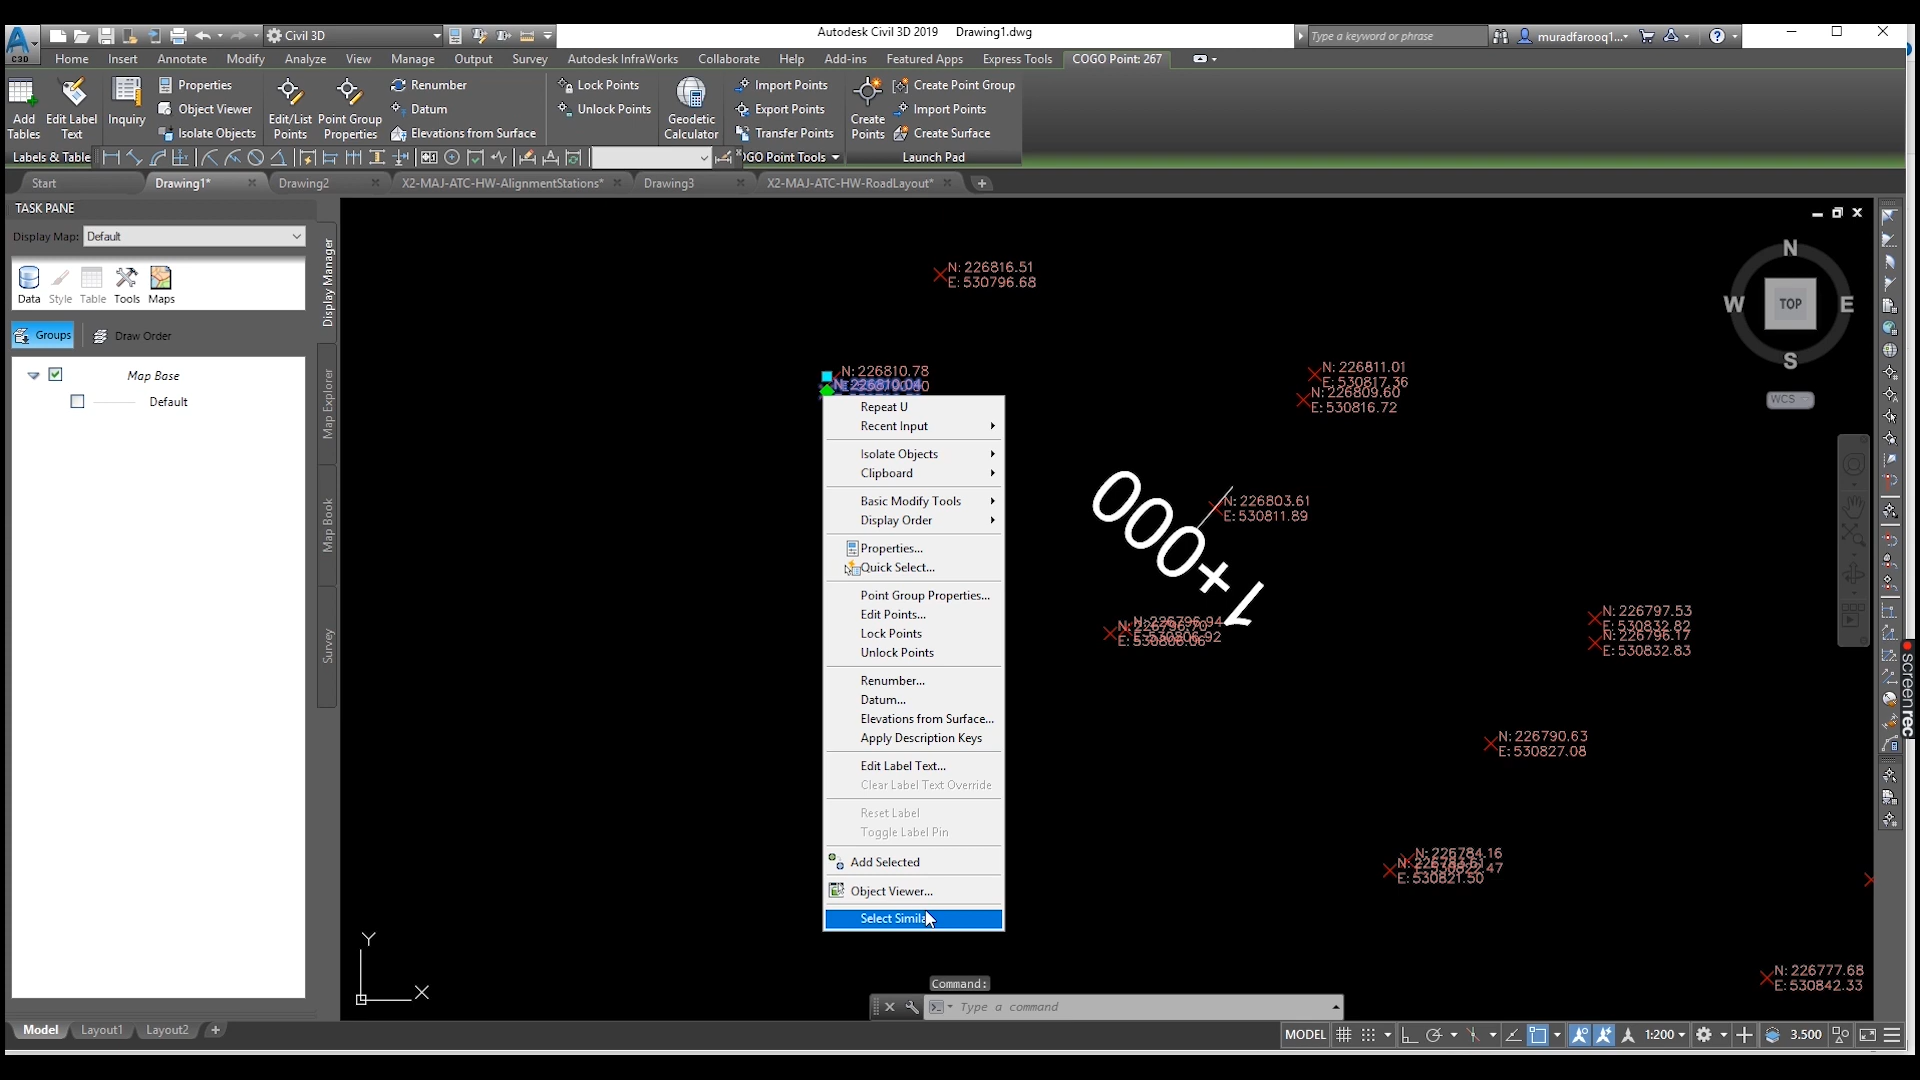 Civil 3D
Autodesk Civil 3D 2019 Drawing1.dwg
Type a keyword or phrase
muradfarooq1...
C3D
Home Insert Annotate Modify Analyze View Manage Output Survey Autodesk InfraWorks Collaborate Help Add-ins Featured Apps Express Tools COGO Point: 267
Add Tables
Edit Label Text
Inquiry
Properties
Object Viewer
Isolate Objects
Edit/List Points
Point Group Properties
Renumber
Datum
Elevations from Surface
Lock Points
Unlock Points
Geodetic Calculator
Import Points
Export Points
Transfer Points
Create Points
Create Point Group
Import Points
Create Surface
Labels & Table
OGO Point Tools
Launch Pad
Start Drawing1* Drawing2 X2-MAJ-ATC-HW-AlignmentStations* Drawing3 X2-MAJ-ATC-HW-RoadLayout*
TASK PANE
Display Map: Default
Data Style Table Tools Maps
Groups Draw Order
Map Base
Default
Display Manager
Map Explorer
Map Book
Survey
N: 226816.51
E: 530796.68
N: 226810.78
N: 226810.04
N: 226811.01
E: 530817.36
N: 226809.60
E: 530816.72
N: 226803.61
E: 530811.89
1+000
N: 226796.94
E: 530806.92
N: 226797.53
E: 530832.82
N: 226796.17
E: 530832.83
N: 226790.63
E: 530827.08
N: 226784.16
E: 530821.50
N: 226777.68
E: 530842.33
N
W TOP E
S
WCS
Repeat U
Recent Input
Isolate Objects
Clipboard
Basic Modify Tools
Display Order
Properties...
Quick Select...
Point Group Properties...
Edit Points...
Lock Points
Unlock Points
Renumber...
Datum...
Elevations from Surface...
Apply Description Keys
Edit Label Text...
Clear Label Text Override
Reset Label
Toggle Label Pin
Add Selected
Object Viewer...
Select Simila
screenrec
Y
X
Command:
Type a command
Model Layout1 Layout2
MODEL 1:200 3.500